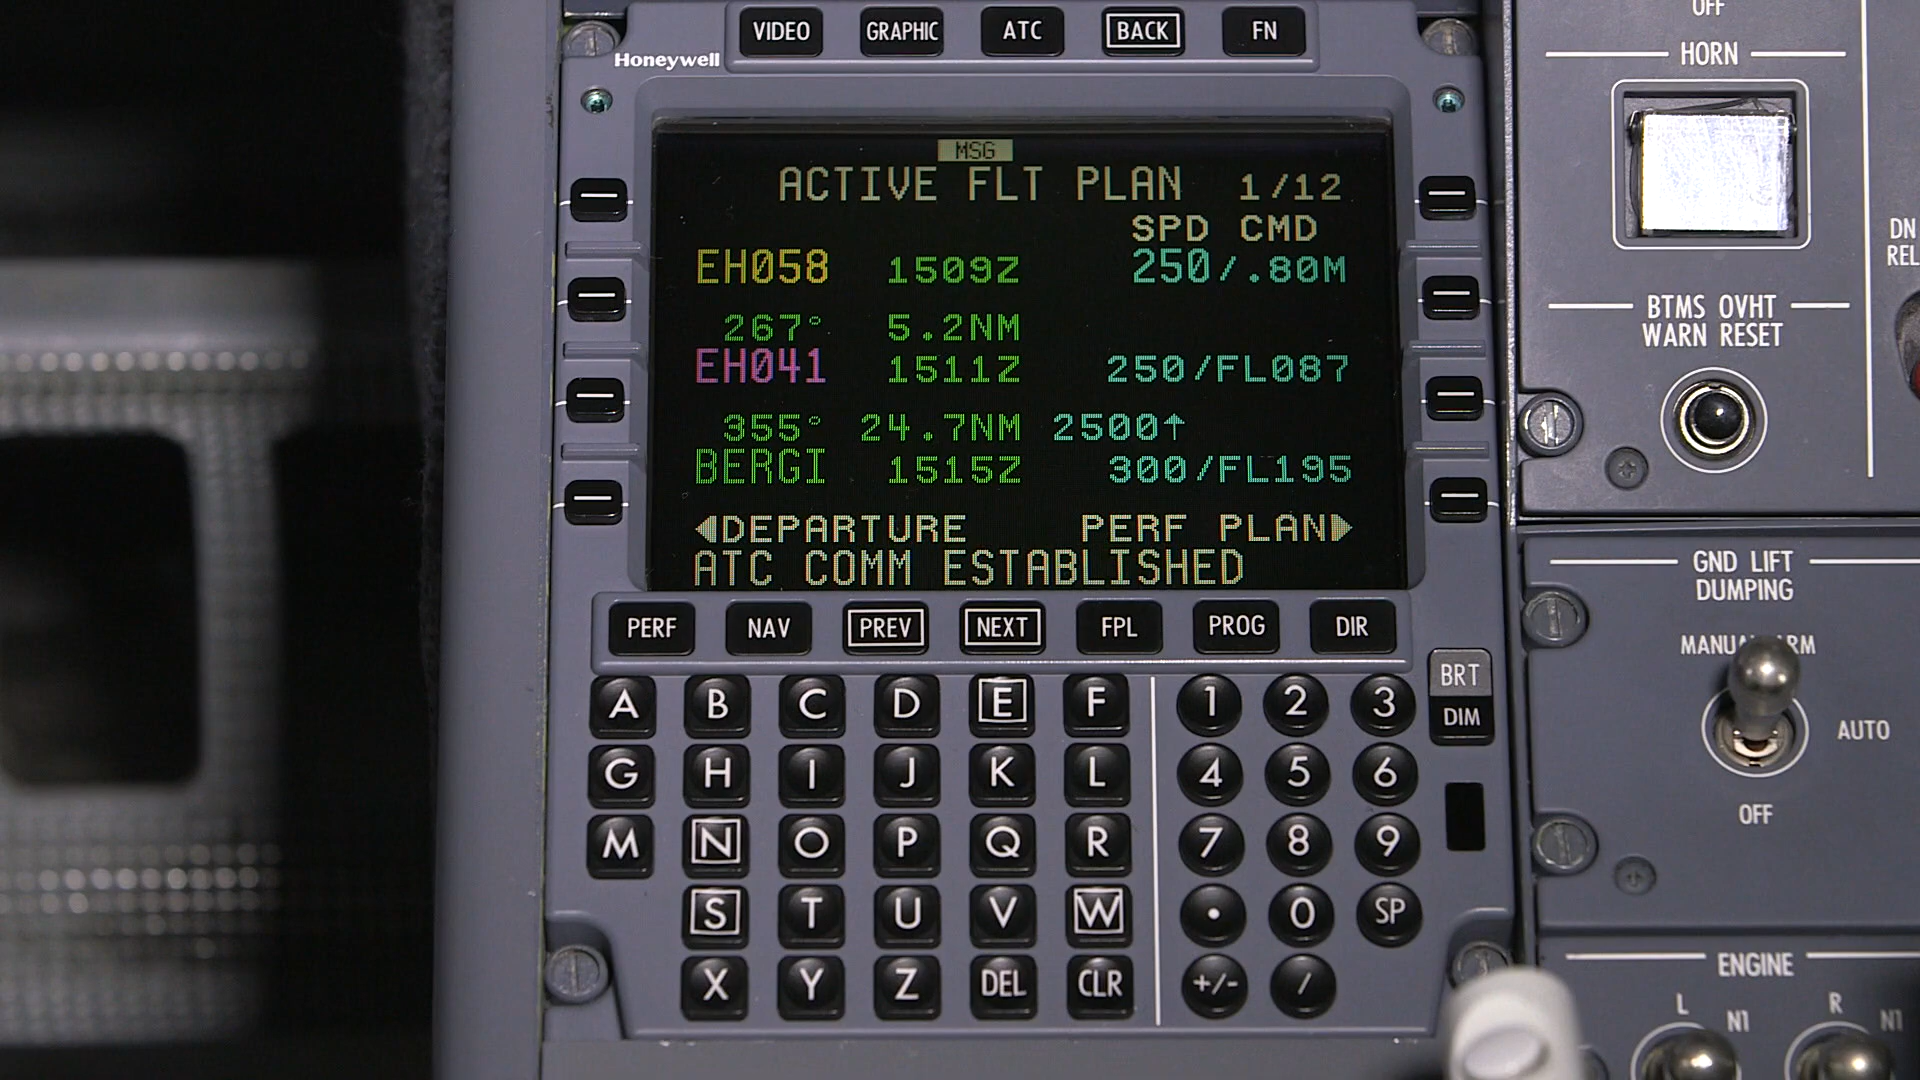 VIDEO GRAPHIC ATC BACK FN
Honeywell
MSG
ACTIVE FLT PLAN 1/12
SPD CMD
EH058 1509Z 250/.80M
267° 5.2NM
EH041 1511Z 250/FL087
355° 24.7NM 2500↑
BERGI 1515Z 300/FL195
◀DEPARTURE PERF PLAN▶
ATC COMM ESTABLISHED
PERF NAV PREV NEXT FPL PROG DIR
BRT
DIM
A B C D E F 1 2 3
G H I J K L 4 5 6
M N O P Q R 7 8 9
S T U V W • 0 SP
X Y Z DEL CLR +/- /
OFF
HORN
DN
REL
BTMS OVHT
WARN RESET
GND LIFT
DUMPING
AUTO
OFF
ENGINE
L N1 R N1